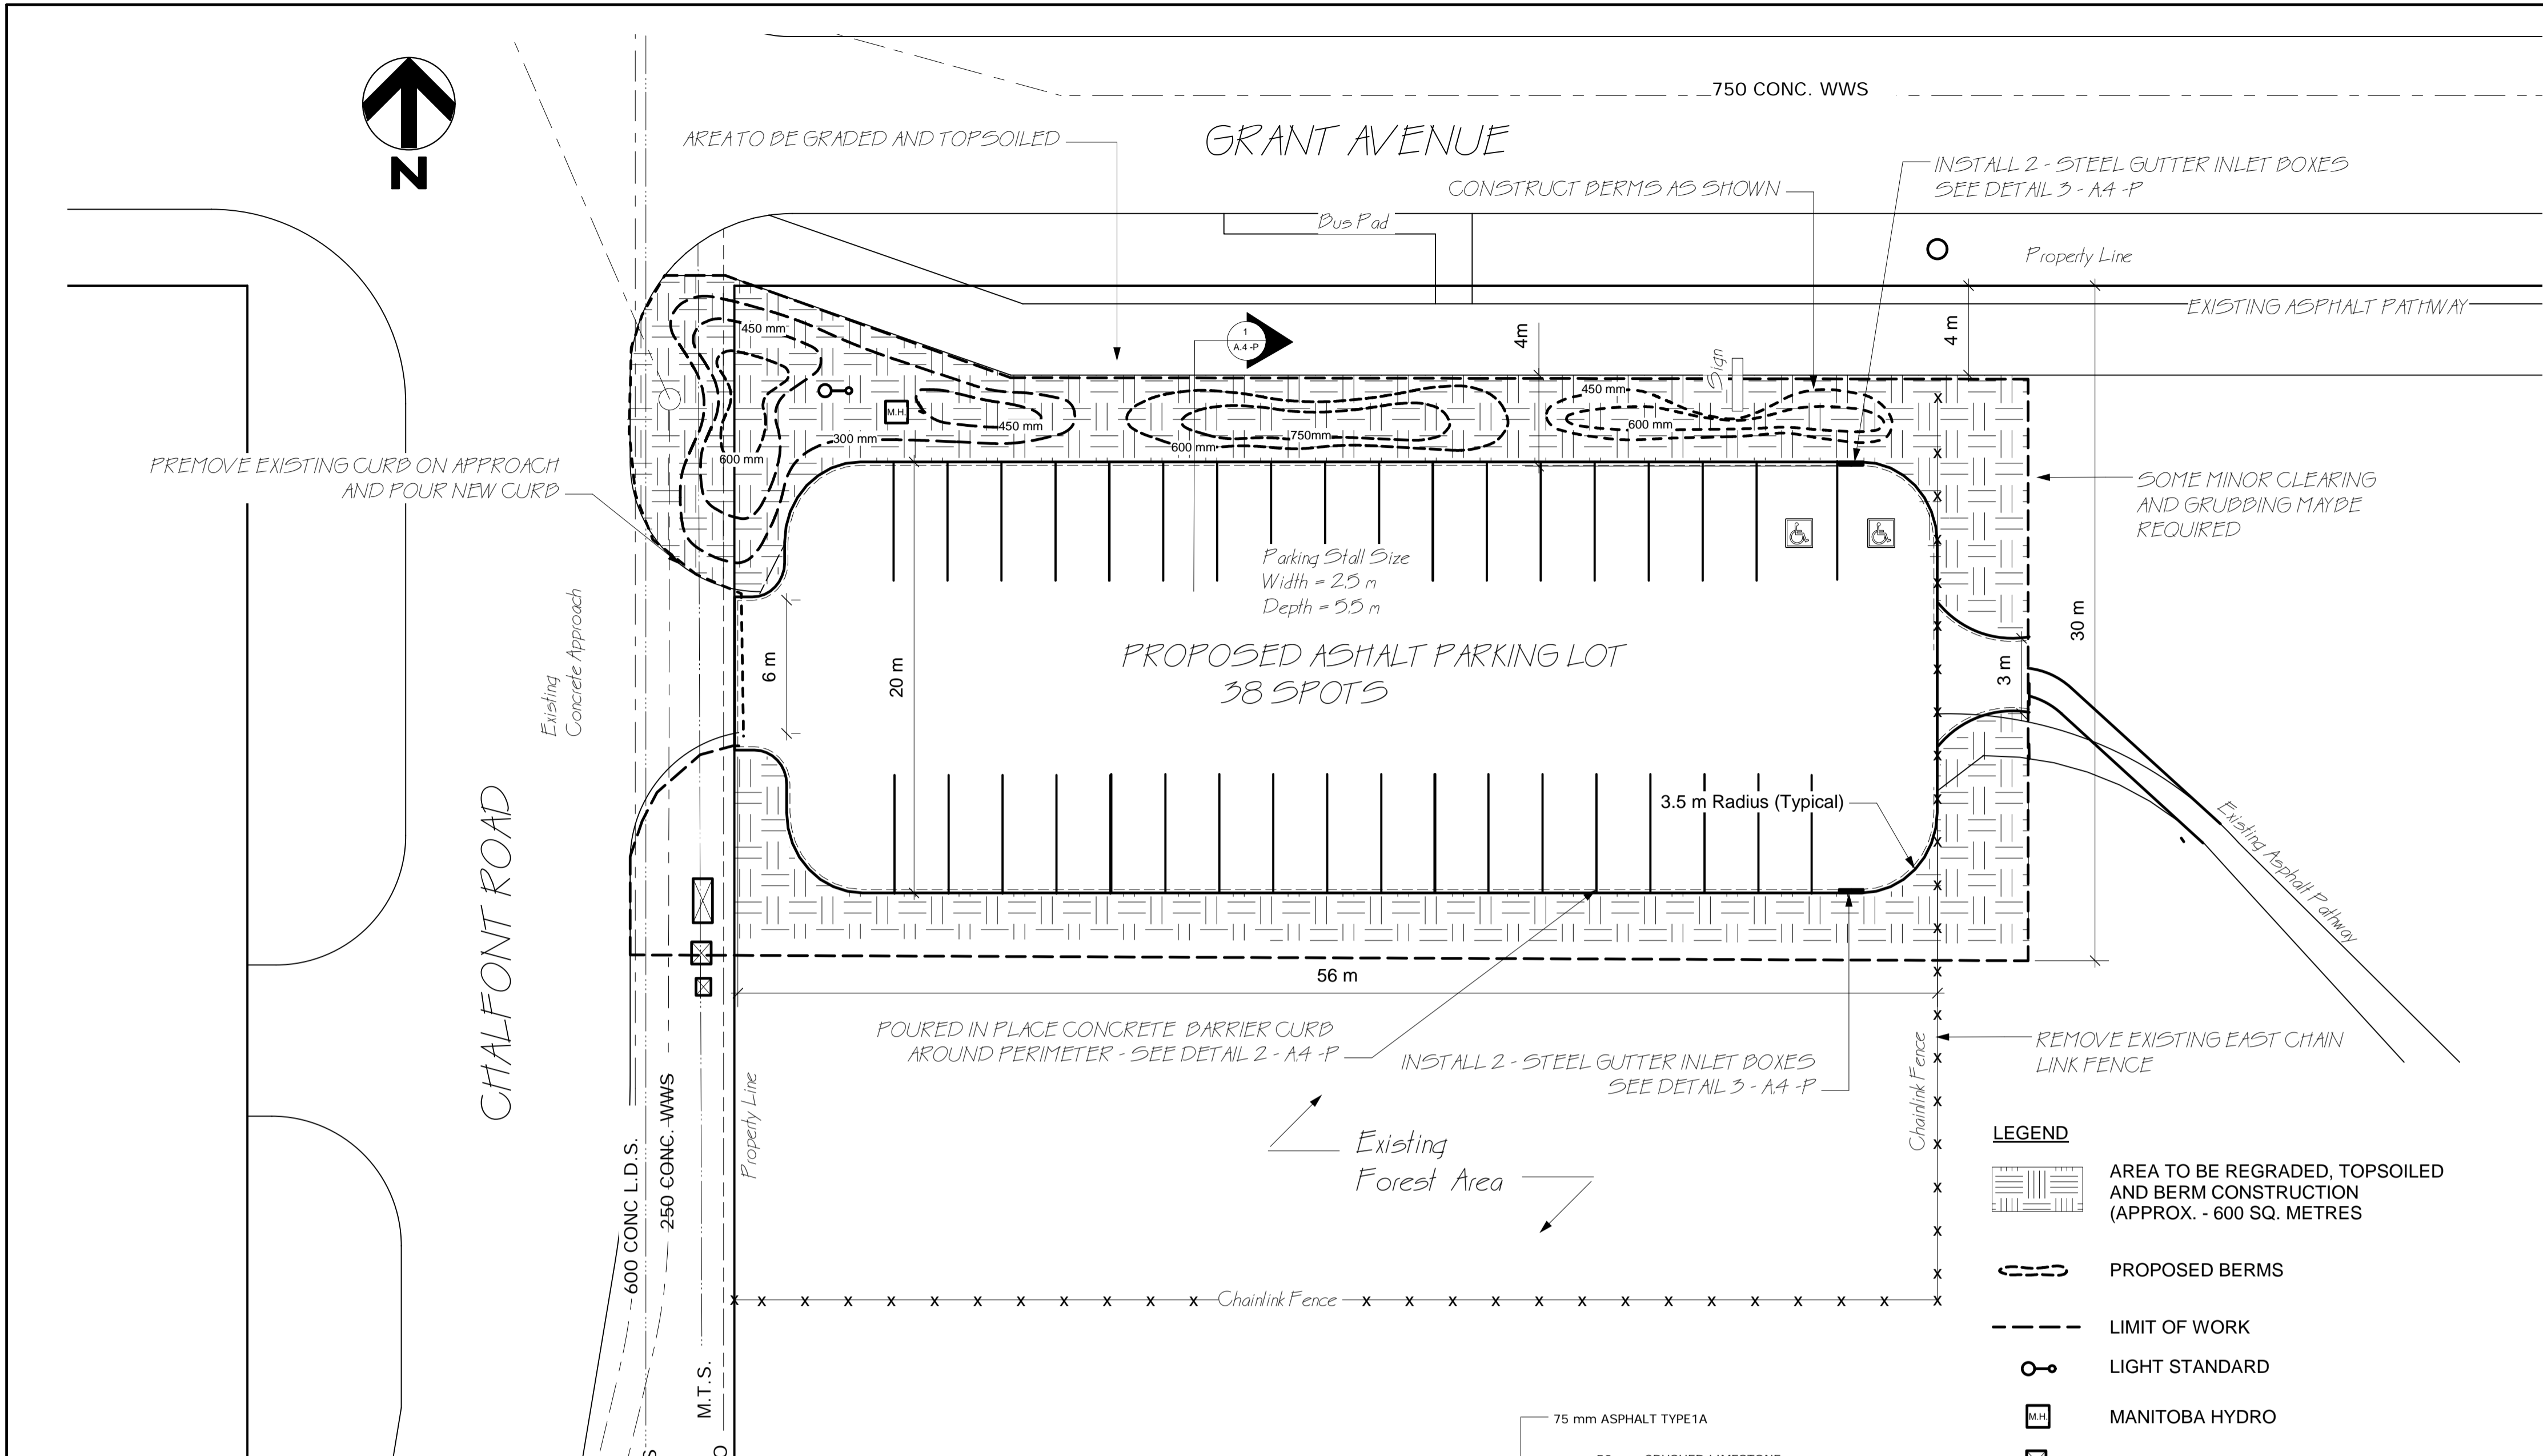 750 CONC. WWS
GRANT AVENUE
AREA TO BE GRADED AND TOPSOILED
CONSTRUCT BERMS AS SHOWN
INSTALL 2 - STEEL GUTTER INLET BOXES
SEE DETAIL 3 - A.4 -P
N
Bus Pad
Property Line
EXISTING ASPHALT PATHWAY
450 mm
1
A.4 -P
4m
4 m
Sign
450 mm
M.H.
450 mm
300 mm
600 mm
750mm
600 mm
600 mm
PREMOVE EXISTING CURB ON APPROACH
AND POUR NEW CURB
SOME MINOR CLEARING
AND GRUBBING MAYBE
REQUIRED
Parking Stall Size
Width = 2.5 m
Depth = 5.5 m
Existing
Concrete Approach
6 m
20 m
PROPOSED ASHALT PARKING LOT
38 SPOTS
3 m
30 m
3.5 m Radius (Typical)
Existing Asphalt Pathway
CHALFONT ROAD
56 m
POURED IN PLACE CONCRETE BARRIER CURB
AROUND PERIMETER - SEE DETAIL 2 - A.4 -P
INSTALL 2 - STEEL GUTTER INLET BOXES
SEE DETAIL 3 - A.4 -P
REMOVE EXISTING EAST CHAIN
LINK FENCE
Chainlink Fence
Property Line
600 CONC L.D.S.
250 CONC. WWS
M.T.S.
Existing
Forest Area
Chainlink Fence
LEGEND
AREA TO BE REGRADED, TOPSOILED
AND BERM CONSTRUCTION
(APPROX. - 600 SQ. METRES
PROPOSED BERMS
LIMIT OF WORK
LIGHT STANDARD
M.H.
MANITOBA HYDRO
75 mm ASPHALT TYPE1A